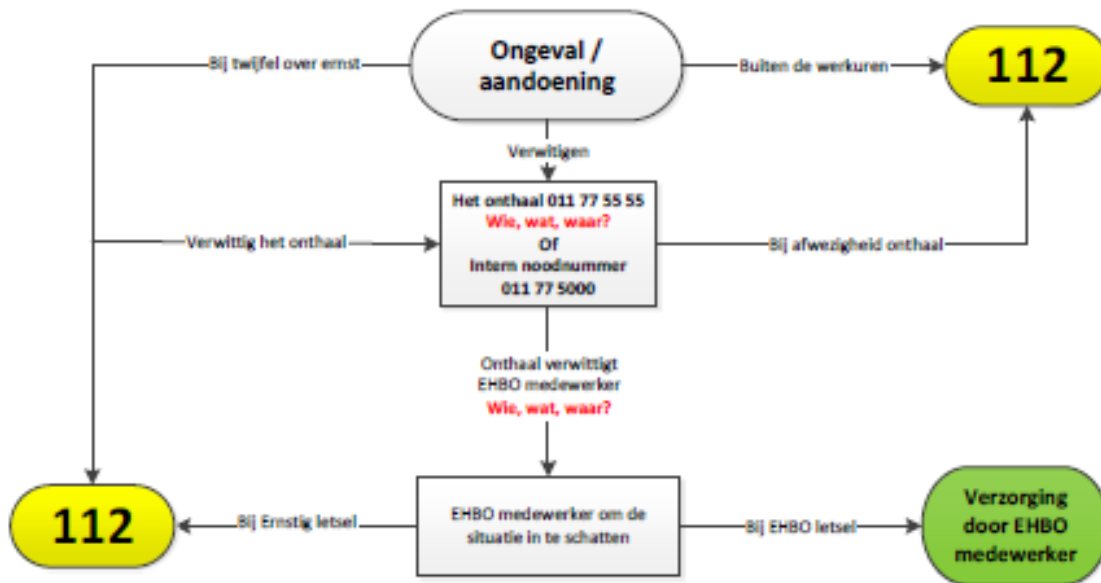 Ongeval /
aandoening
Bij twijfel over ernst
Buiten de werkuren
112
Verwitigen
Het onthaal 011 77 55 55
Wie, wat, waar?
Of
Intern noodnummer
011 77 5000
Verwittig het onthaal
Bij afwezigheid onthaal
Onthaal verwittigt
EHBO medewerker
Wie, wat, waar?
112
Bij Ernstig letsel
EHBO medewerker om de
situatie in te schatten
Bij EHBO letsel
Verzorging
door EHBO
medewerker